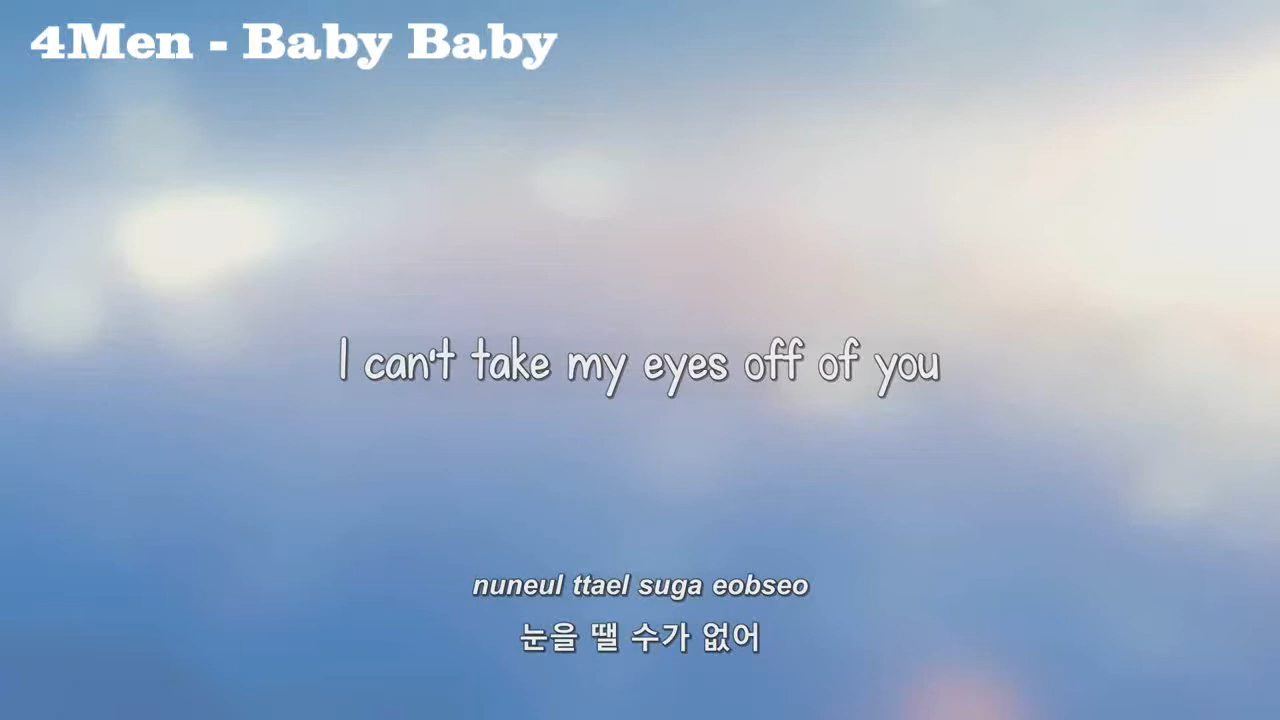 4Men - Baby Baby
I can't take my eyes off of you
nuneul ttael suga eobseo
눈을 땔 수가 없어